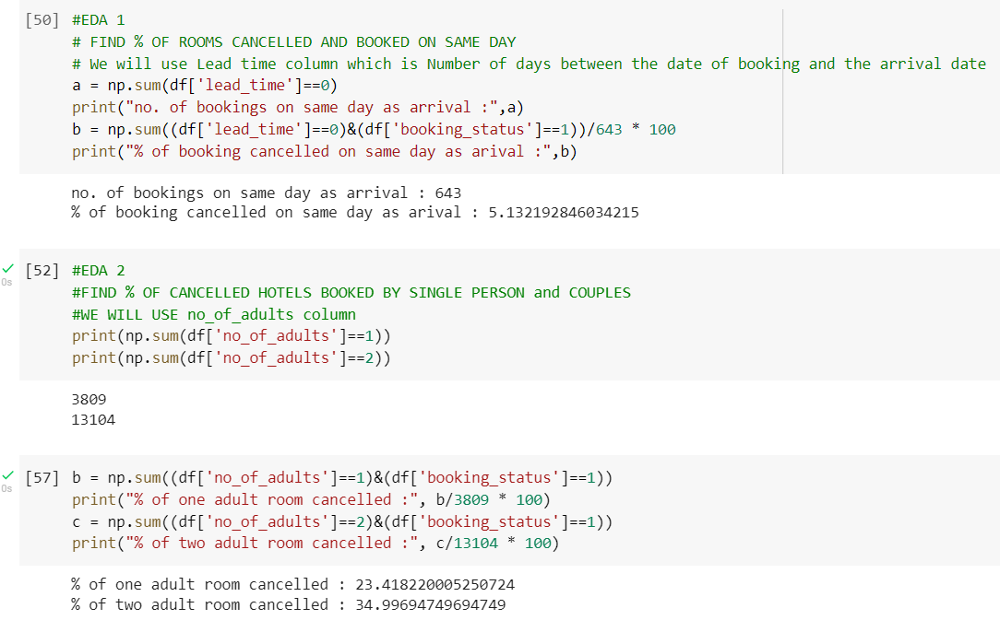 [50] #EDA 1
# FIND % OF ROOMS CANCELLED AND BOOKED ON SAME DAY
# We will use Lead time column which is Number of days between the date of booking and the arrival date
a = np.sum(df['lead_time']==0)
print("no. of bookings on same day as arrival :",a)
b = np.sum((df['lead_time']==0)&(df['booking_status']==1))/643 * 100
print("% of booking cancelled on same day as arival :",b)
no. of bookings on same day as arrival : 643
% of booking cancelled on same day as arival : 5.132192846034215
[52] #EDA 2
0s
#FIND % OF CANCELLED HOTELS BOOKED BY SINGLE PERSON and COUPLES
#WE WILL USE no_of_adults column
print(np.sum(df['no_of_adults']==1))
print(np.sum(df['no_of_adults']==2))
3809
13104
[57] b = np.sum((df['no_of_adults']==1)&(df['booking_status']==1))
0s
print("% of one adult room cancelled :", b/3809 * 100)
c = np.sum((df['no_of_adults']==2)&(df['booking_status']==1))
print("% of two adult room cancelled :", c/13104 * 100)
% of one adult room cancelled : 23.418220005250724
% of two adult room cancelled : 34.99694749694749